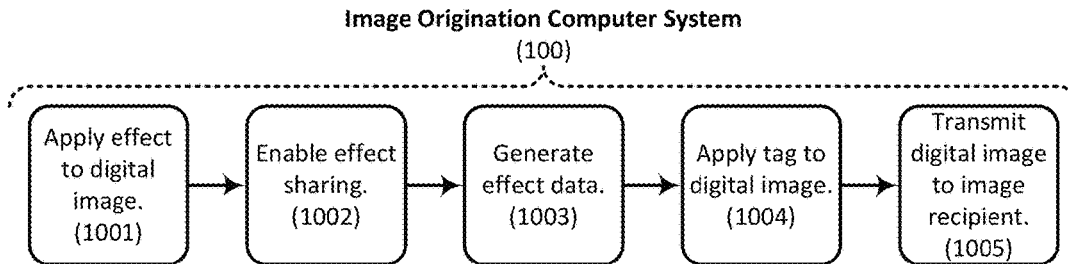 Image Origination Computer System
(100)
Apply effect
to digital
image.
(1001)
Enable effect
sharing.
(1002)
Generate
effect data.
(1003)
Apply tag to
digital image.
(1004)
Transmit
digital image
to image
recipient.
(1005)